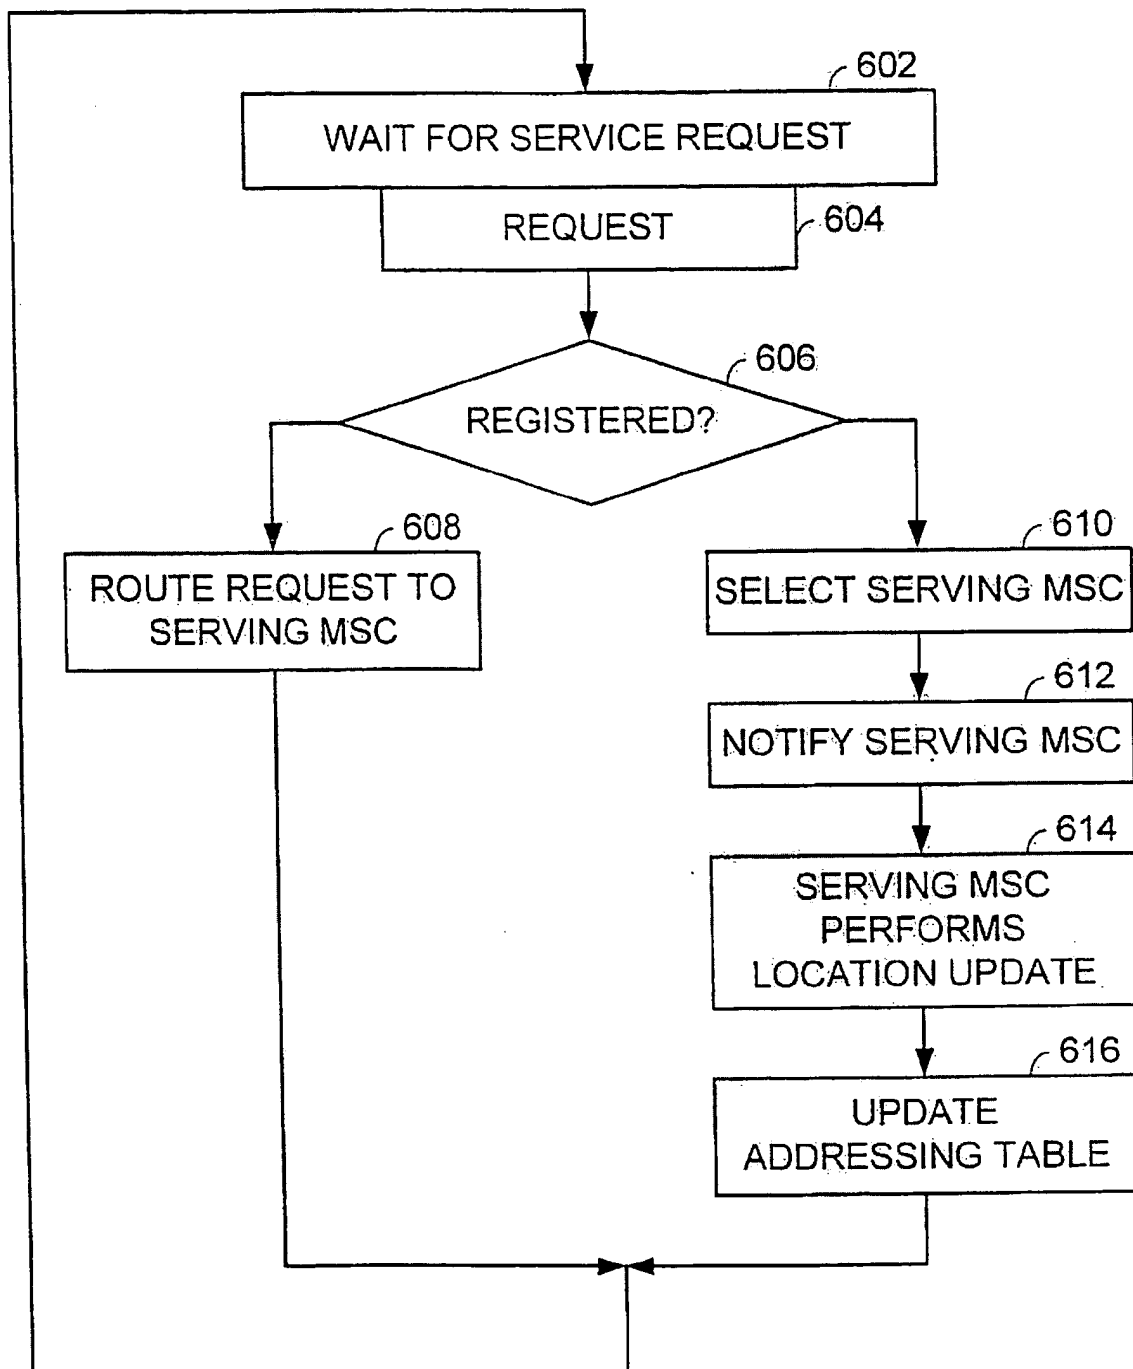 602
WAIT FOR SERVICE REQUEST
REQUEST
604
606
REGISTERED?
608
ROUTE REQUEST TO
SERVING MSC
610
SELECT SERVING MSC
612
NOTIFY SERVING MSC
614
SERVING MSC
PERFORMS
LOCATION UPDATE
616
UPDATE
ADDRESSING TABLE